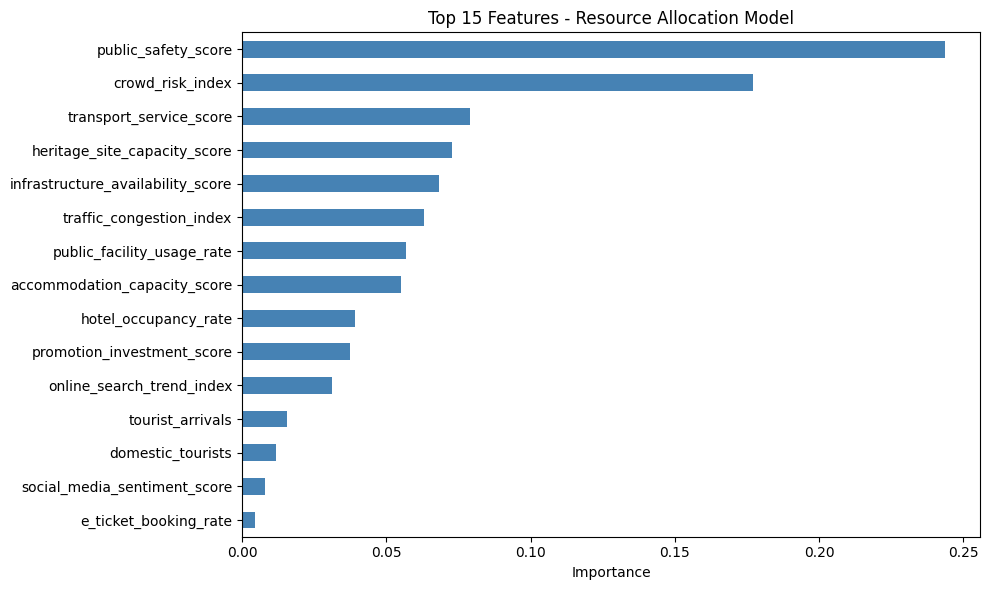 Top 15 Features - Resource Allocation Model
public_safety_score
crowd_risk_index
transport_service_score
heritage_site_capacity_score
infrastructure_availability_score
traffic_congestion_index
public_facility_usage_rate
accommodation_capacity_score
hotel_occupancy_rate
promotion_investment_score
online_search_trend_index
tourist_arrivals
domestic_tourists
social_media_sentiment_score
e_ticket_booking_rate
0.00 0.05 0.10 0.15 0.20 0.25
Importance